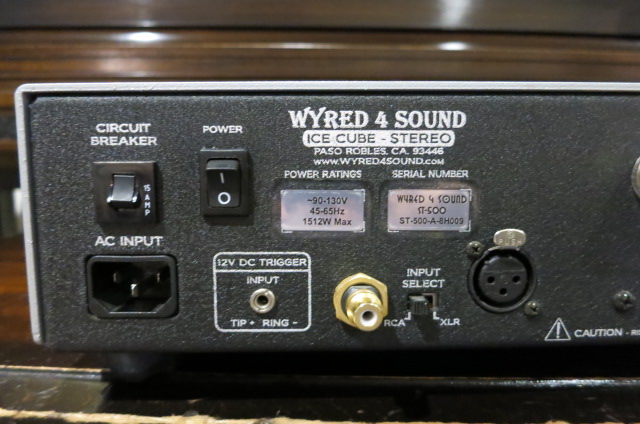 WYRED 4 SOUND
ICE CUBE - STEREO
PASO ROBLES, CA. 93446
WWW.WYRED4SOUND.COM
CIRCUIT
BREAKER
POWER
POWER RATINGS
SERIAL NUMBER
15 AMP
I
O
~90-130V
45-65Hz
1512W Max
WYRED 4 SOUND
ST-500
ST-500-A-6H009
AC INPUT
12V DC TRIGGER
INPUT
TIP + RING -
INPUT
SELECT
RCA
XLR
CAUTION -